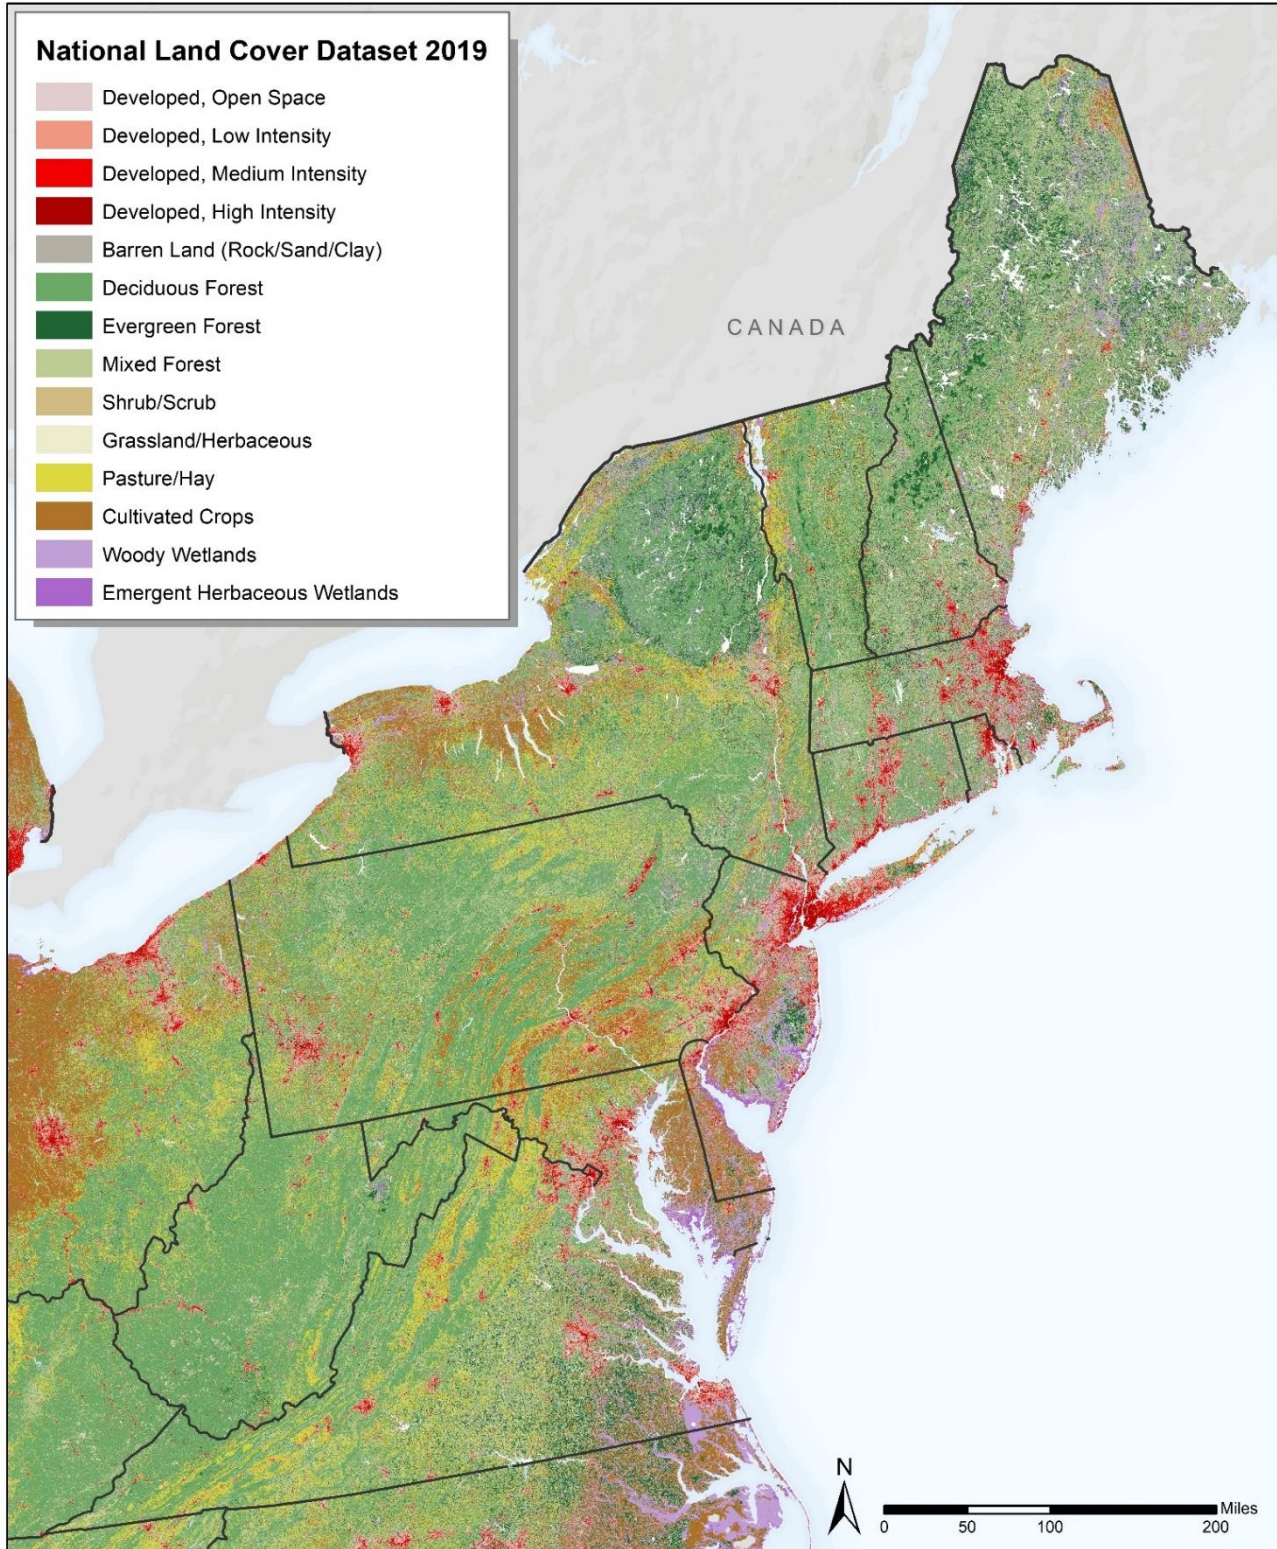 National Land Cover Dataset 2019
Developed, Open Space
Developed, Low Intensity
Developed, Medium Intensity
Developed, High Intensity
Barren Land (Rock/Sand/Clay)
Deciduous Forest
Evergreen Forest
Mixed Forest
Shrub/Scrub
Grassland/Herbaceous
Pasture/Hay
Cultivated Crops
Woody Wetlands
Emergent Herbaceous Wetlands
CANADA
N
Miles
0 50 100 200